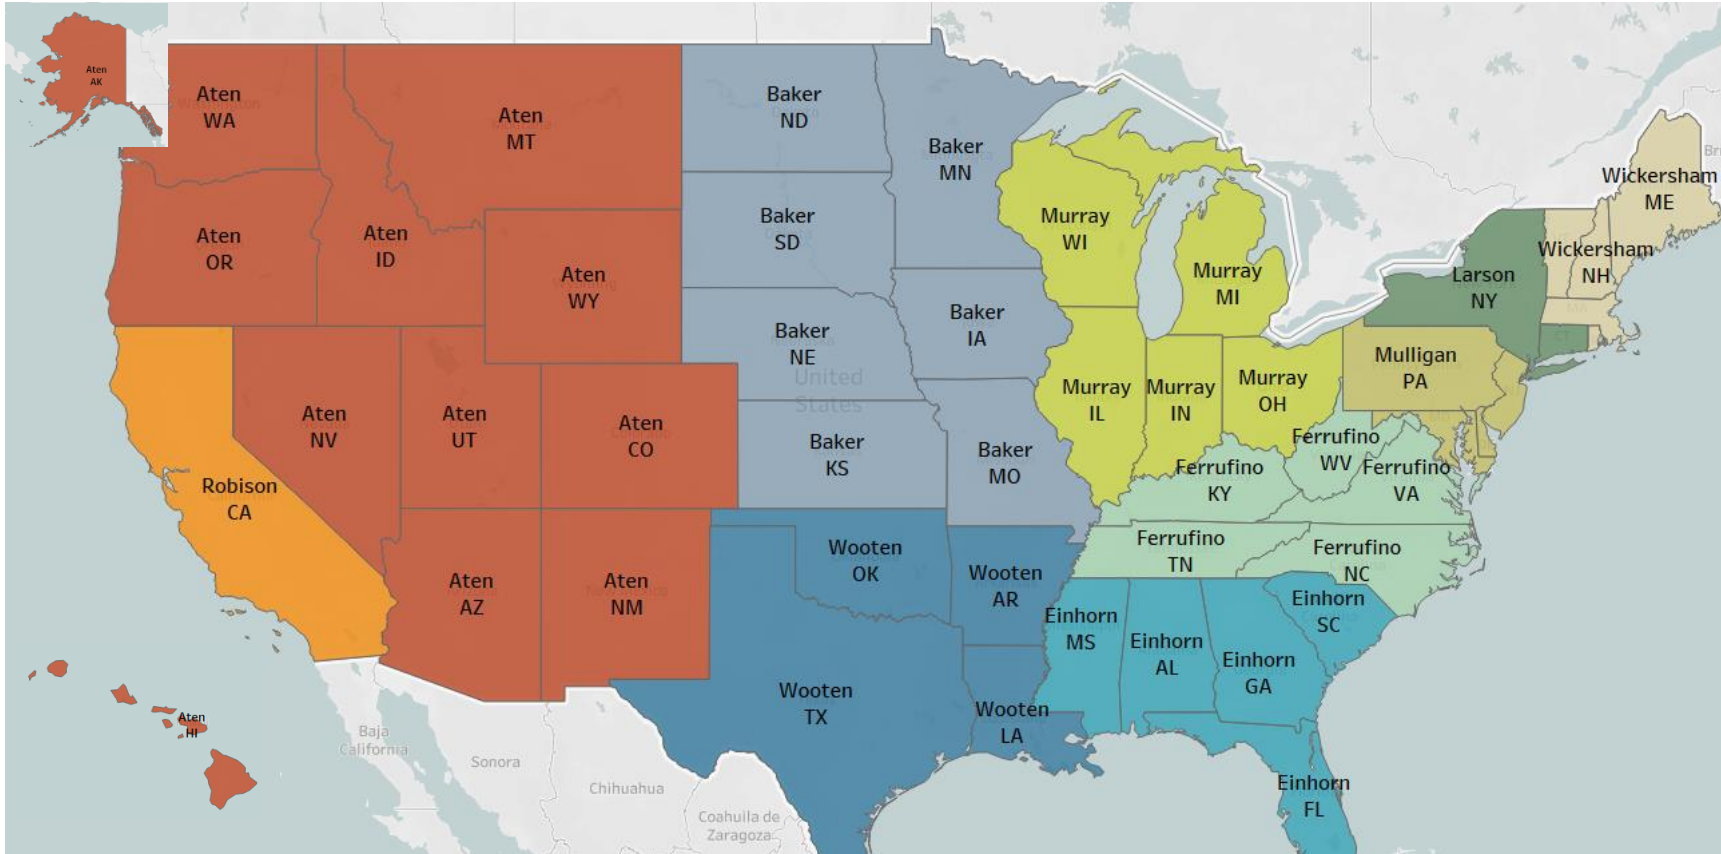 Aten
AK
Aten
WA
Aten
MT
Baker
ND
Baker
MN
Wickersham
ME
Aten
OR
Aten
ID
Aten
WY
Baker
SD
Murray
WI
Murray
MI
Larson
NY
Wickersham
NH
Baker
NE
Baker
IA
United
States
Mulligan
PA
Aten
NV
Aten
UT
Aten
CO
Baker
KS
Baker
MO
Murray
IL
Murray
IN
Murray
OH
Robison
CA
Ferrufino
KY
Ferrufino
WV
Ferrufino
VA
Aten
AZ
Aten
NM
Wooten
OK
Wooten
AR
Ferrufino
TN
Ferrufino
NC
Einhorn
MS
Einhorn
AL
Einhorn
GA
Einhorn
SC
Aten
HI
Wooten
TX
Wooten
LA
Einhorn
FL
Baja
California
Sonora
Chihuahua
Coahuila de
Zaragoza